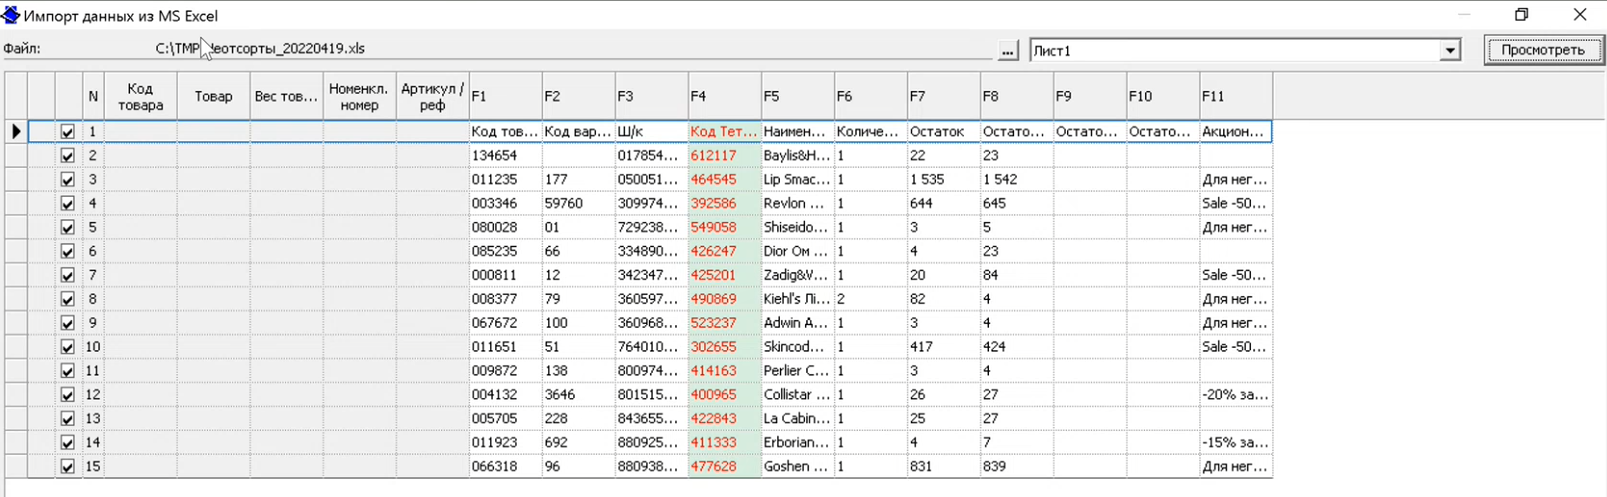 Импорт данных из MS Excel
Файл: C:\TMP\Неотсорты_20220419.xls ... Лист1 Просмотреть
N Код товара Товар Вес тов... Номенкл. номер Артикул / реф F1 F2 F3 F4 F5 F6 F7 F8 F9 F10 F11
1 Код тов... Код вар... Ш/к Код Тет... Наимен... Количе... Остаток Остато... Остато... Остато... Акцион...
2 134654 017854... 612117 Baylis&H... 1 22 23
3 011235 177 050051... 464545 Lip Smac... 1 1 535 1 542 Для нег...
4 003346 59760 309974... 392586 Revlon ... 1 644 645 Sale -50...
5 080028 01 729238... 549058 Shiseido... 1 3 5 Для нег...
6 085235 66 334890... 426247 Dior Ом ... 1 4 23
7 000811 12 342347... 425201 Zadig&V... 1 20 84 Sale -50...
8 008377 79 360597... 490869 Kiehl's Лі... 2 82 4 Для нег...
9 067672 100 360968... 523237 Adwin A... 1 3 4 Для нег...
10 011651 51 764010... 302655 Skincod... 1 417 424 Sale -50...
11 009872 138 800974... 414163 Perlier C... 1 3 4
12 004132 3646 801515... 400965 Collistar ... 1 26 27 -20% за...
13 005705 228 843655... 422843 La Cabin... 1 25 27
14 011923 692 880925... 411333 Erborian... 1 4 7 -15% за...
15 066318 96 880938... 477628 Goshen ... 1 831 839 Для нег...